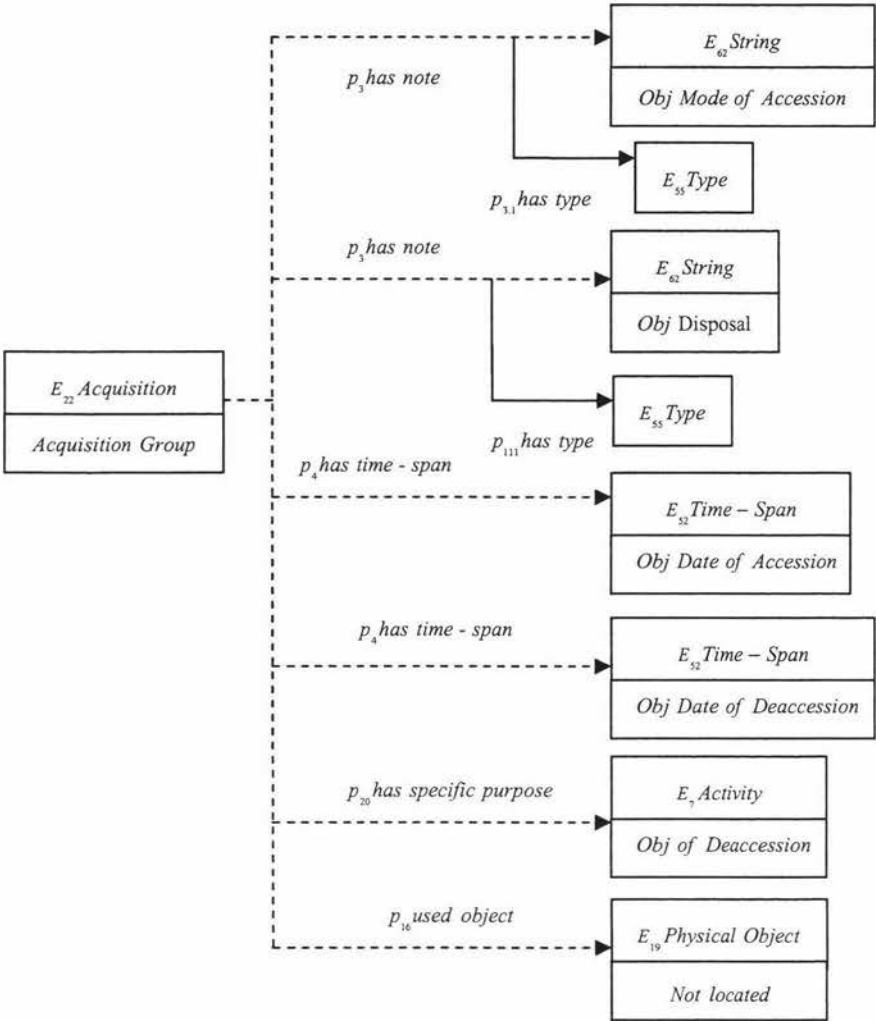 E₆₂ String
p₃ has note
Obj Mode of Accession
E₅₅ Type
p₃.₁ has type
p₃ has note
E₆₂ String
Obj Disposal
E₂₂ Acquisition
Acquisition Group
E₅₅ Type
p₁₁₁ has type
p₄ has time - span
E₅₂ Time – Span
Obj Date of Accession
p₄ has time - span
E₅₂ Time – Span
Obj Date of Deaccession
p₂₀ has specific purpose
E₇ Activity
Obj of Deaccession
p₁₆ used object
E₁₉ Physical Object
Not located